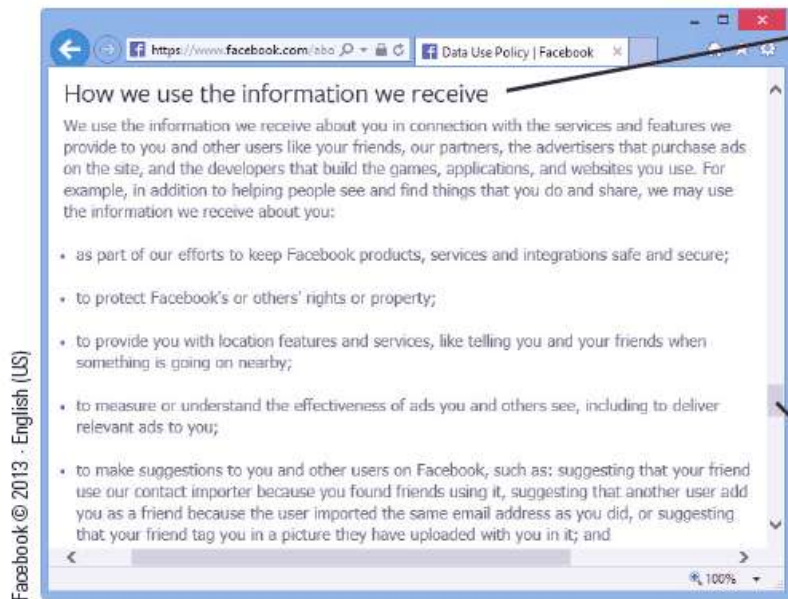 https://www.facebook.com/abo
Data Use Policy | Facebook
How we use the information we receive
We use the information we receive about you in connection with the services and features we
provide to you and other users like your friends, our partners, the advertisers that purchase ads
on the site, and the developers that build the games, applications, and websites you use. For
example, in addition to helping people see and find things that you do and share, we may use
the information we receive about you:
• as part of our efforts to keep Facebook products, services and integrations safe and secure;
• to protect Facebook's or others' rights or property;
• to provide you with location features and services, like telling you and your friends when
something is going on nearby;
• to measure or understand the effectiveness of ads you and others see, including to deliver
relevant ads to you;
• to make suggestions to you and other users on Facebook, such as: suggesting that your friend
use our contact importer because you found friends using it, suggesting that another user add
you as a friend because the user imported the same email address as you did, or suggesting
that your friend tag you in a picture they have uploaded with you in it; and
100%
Facebook © 2013 · English (US)